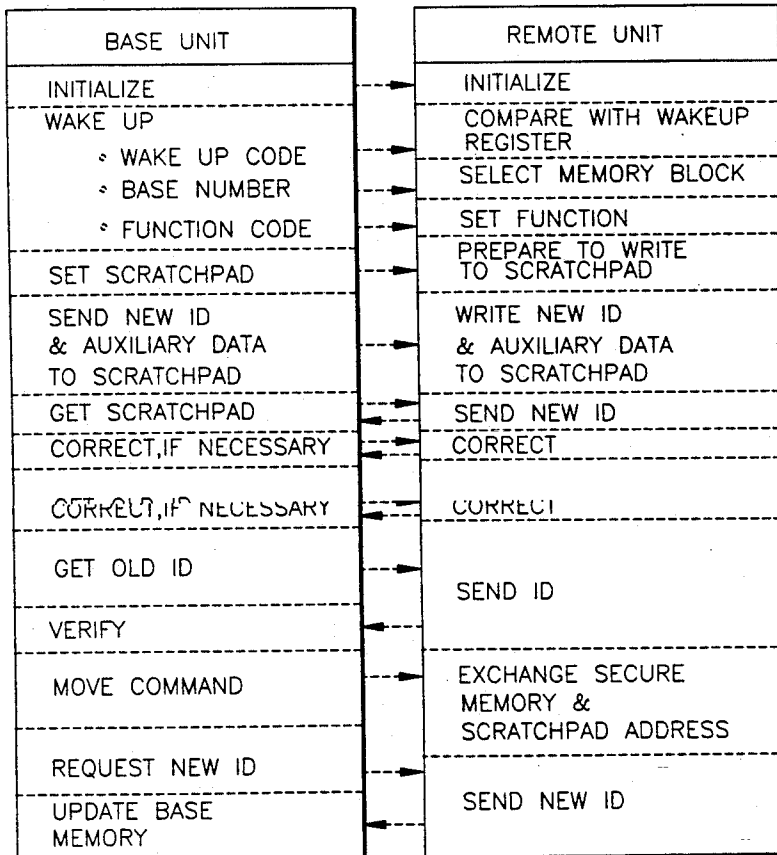 BASE UNIT
REMOTE UNIT
INITIALIZE
INITIALIZE
WAKE UP
COMPARE WITH WAKEUP
REGISTER
• WAKE UP CODE
• BASE NUMBER
SELECT MEMORY BLOCK
• FUNCTION CODE
SET FUNCTION
SET SCRATCHPAD
PREPARE TO WRITE
TO SCRATCHPAD
SEND NEW ID
& AUXILIARY DATA
TO SCRATCHPAD
WRITE NEW ID
& AUXILIARY DATA
TO SCRATCHPAD
GET SCRATCHPAD
SEND NEW ID
CORRECT,IF NECESSARY
CORRECT
CORRECT,IF NECESSARY
CORRECT
GET OLD ID
SEND ID
VERIFY
MOVE COMMAND
EXCHANGE SECURE
MEMORY &
SCRATCHPAD ADDRESS
REQUEST NEW ID
SEND NEW ID
UPDATE BASE
MEMORY